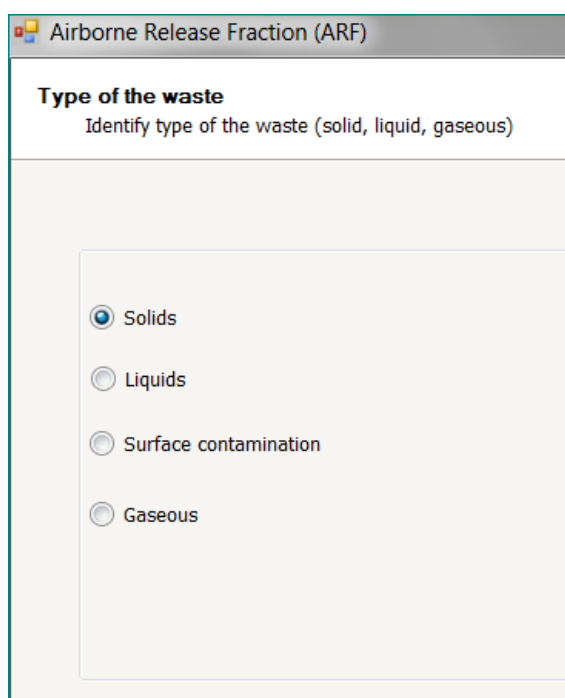 Airborne Release Fraction (ARF)
Type of the waste
Identify type of the waste (solid, liquid, gaseous)
Solids
Liquids
Surface contamination
Gaseous